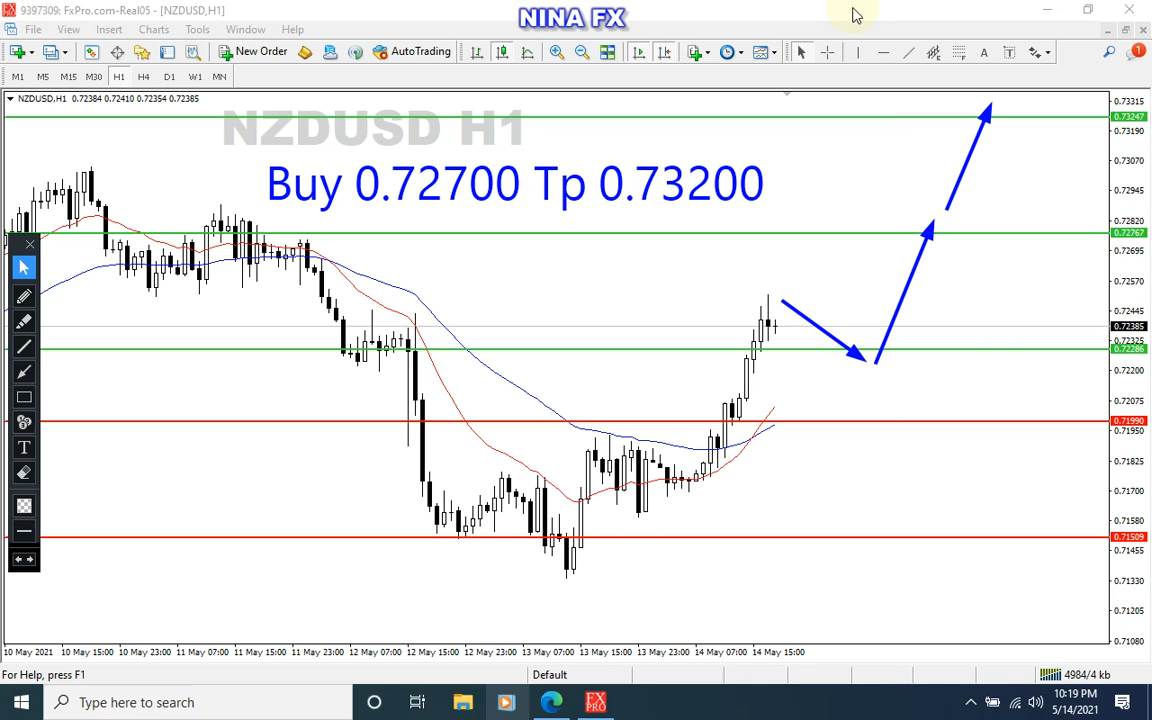 9397309: FxPro.com-Real05 - [NZDUSD,H1]
NINA FX
File View Insert Charts Tools Window Help
New Order AutoTrading A T 1
M1 M5 M15 M30 H1 H4 D1 W1 MN
NZDUSD,H1 0.72384 0.72410 0.72354 0.72385
NZDUSD H1
Buy 0.72700 Tp 0.73200
0.73315
0.73247
0.73190
0.73070
0.72945
0.72820
0.72767
0.72695
0.72570
0.72445
0.72385
0.72325
0.72286
0.72200
0.72075
0.71990
0.71950
0.71825
0.71700
0.71580
0.71509
0.71455
0.71330
0.71205
0.71080
T
10 May 2021 10 May 15:00 10 May 23:00 11 May 07:00 11 May 15:00 11 May 23:00 12 May 07:00 12 May 15:00 12 May 23:00 13 May 07:00 13 May 15:00 13 May 23:00 14 May 07:00 14 May 15:00
For Help, press F1 Default 4984/4 kb
Type here to search
FX PRO
10:19 PM
5/14/2021